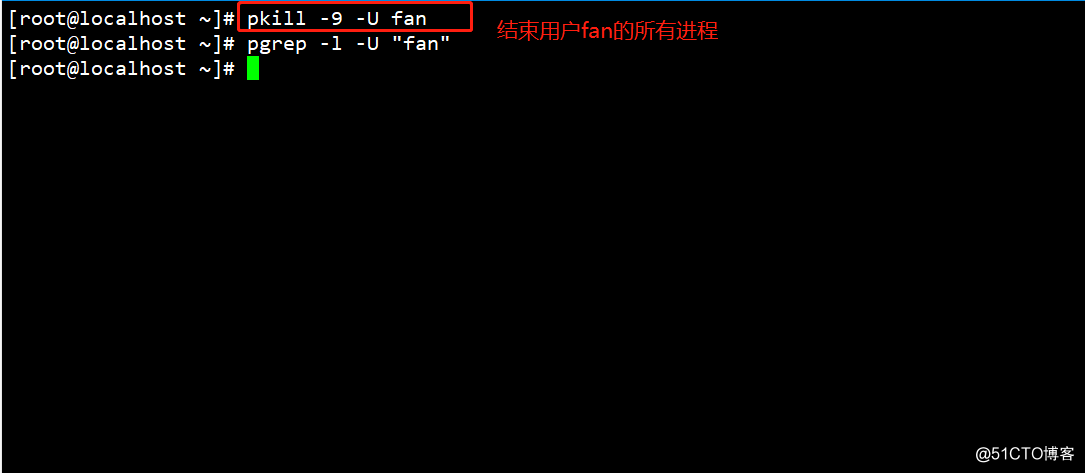 [root@localhost ~]# pkill -9 -U fan
结束用户fan的所有进程
[root@localhost ~]# pgrep -l -U "fan"
[root@localhost ~]#
@51CTO博客